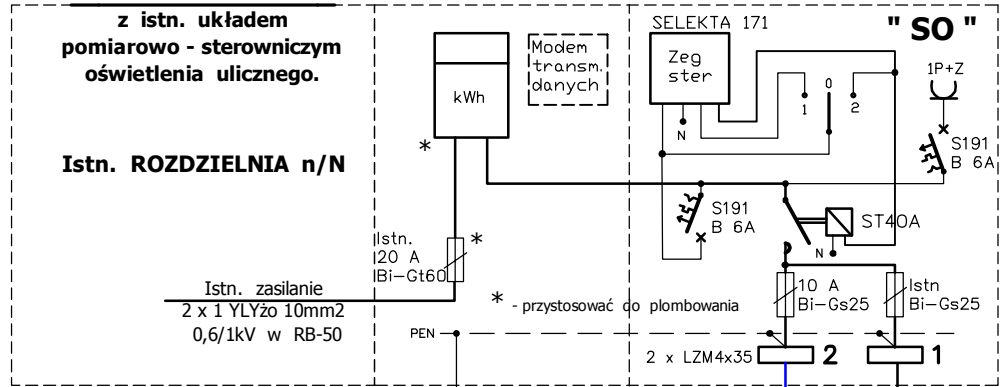 z istn. układem
pomiarowo - sterowniczym
oświetlenia ulicznego.
Istn. ROZDZIELNIA n/N
Istn. zasilanie
2 x 1 YLYżo 10mm2
0,6/1kV w RB-50
kWh
*
Modem
transm.
danych
Istn.
20 A
Bi-Gt60
*
* - przystosować do plombowania
PEN
SELEKTA 171
" SO "
Zeg
ster
N
1
0
2
1P+Z
S191
B 6A
S191
B 6A
ST40A
N
10 A
Bi-Gs25
Istn
Bi-Gs25
2 x LZM4x35
2
1